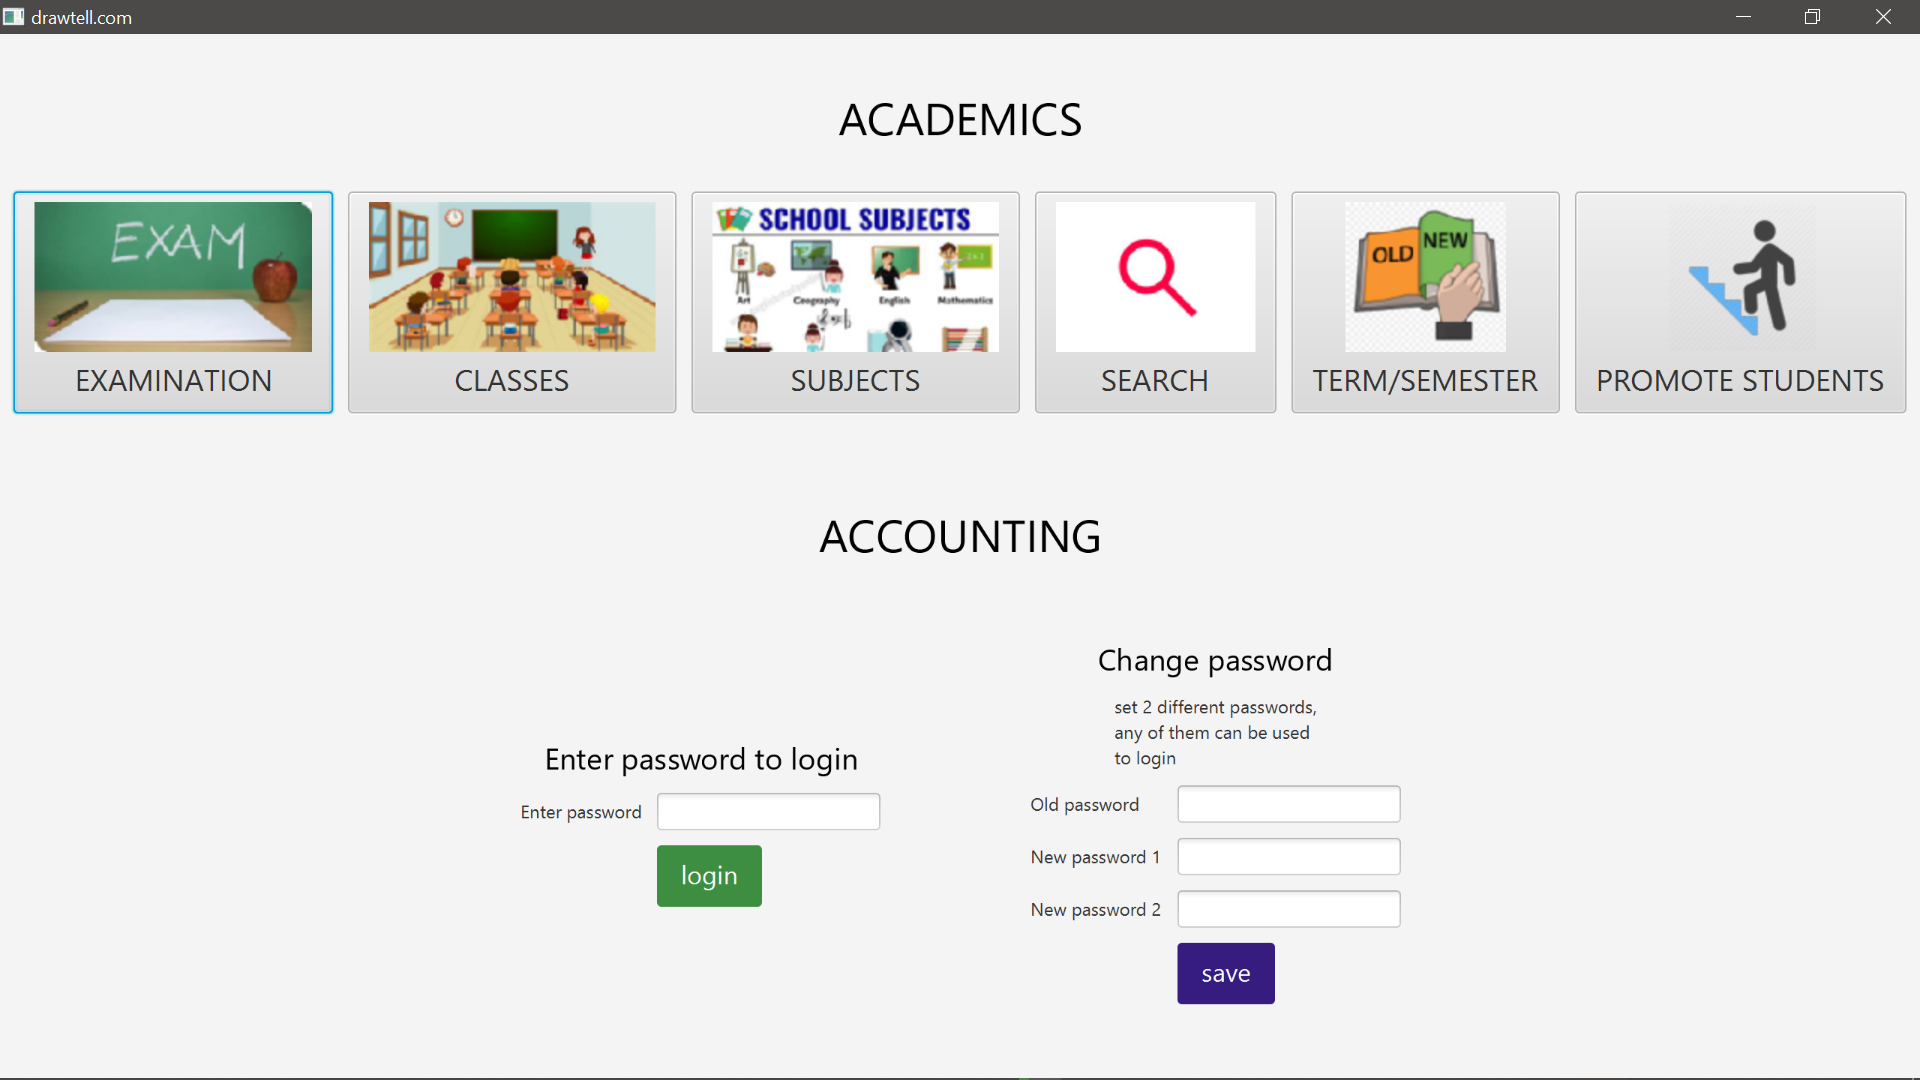 drawtell.com
ACADEMICS
EXAM
SCHOOL SUBJECTS
Art Geography English Mathematics
OLD NEW
EXAMINATION CLASSES SUBJECTS SEARCH TERM/SEMESTER PROMOTE STUDENTS
ACCOUNTING
Enter password to login
Enter password
login
Change password
set 2 different passwords,
any of them can be used
to login
Old password
New password 1
New password 2
save